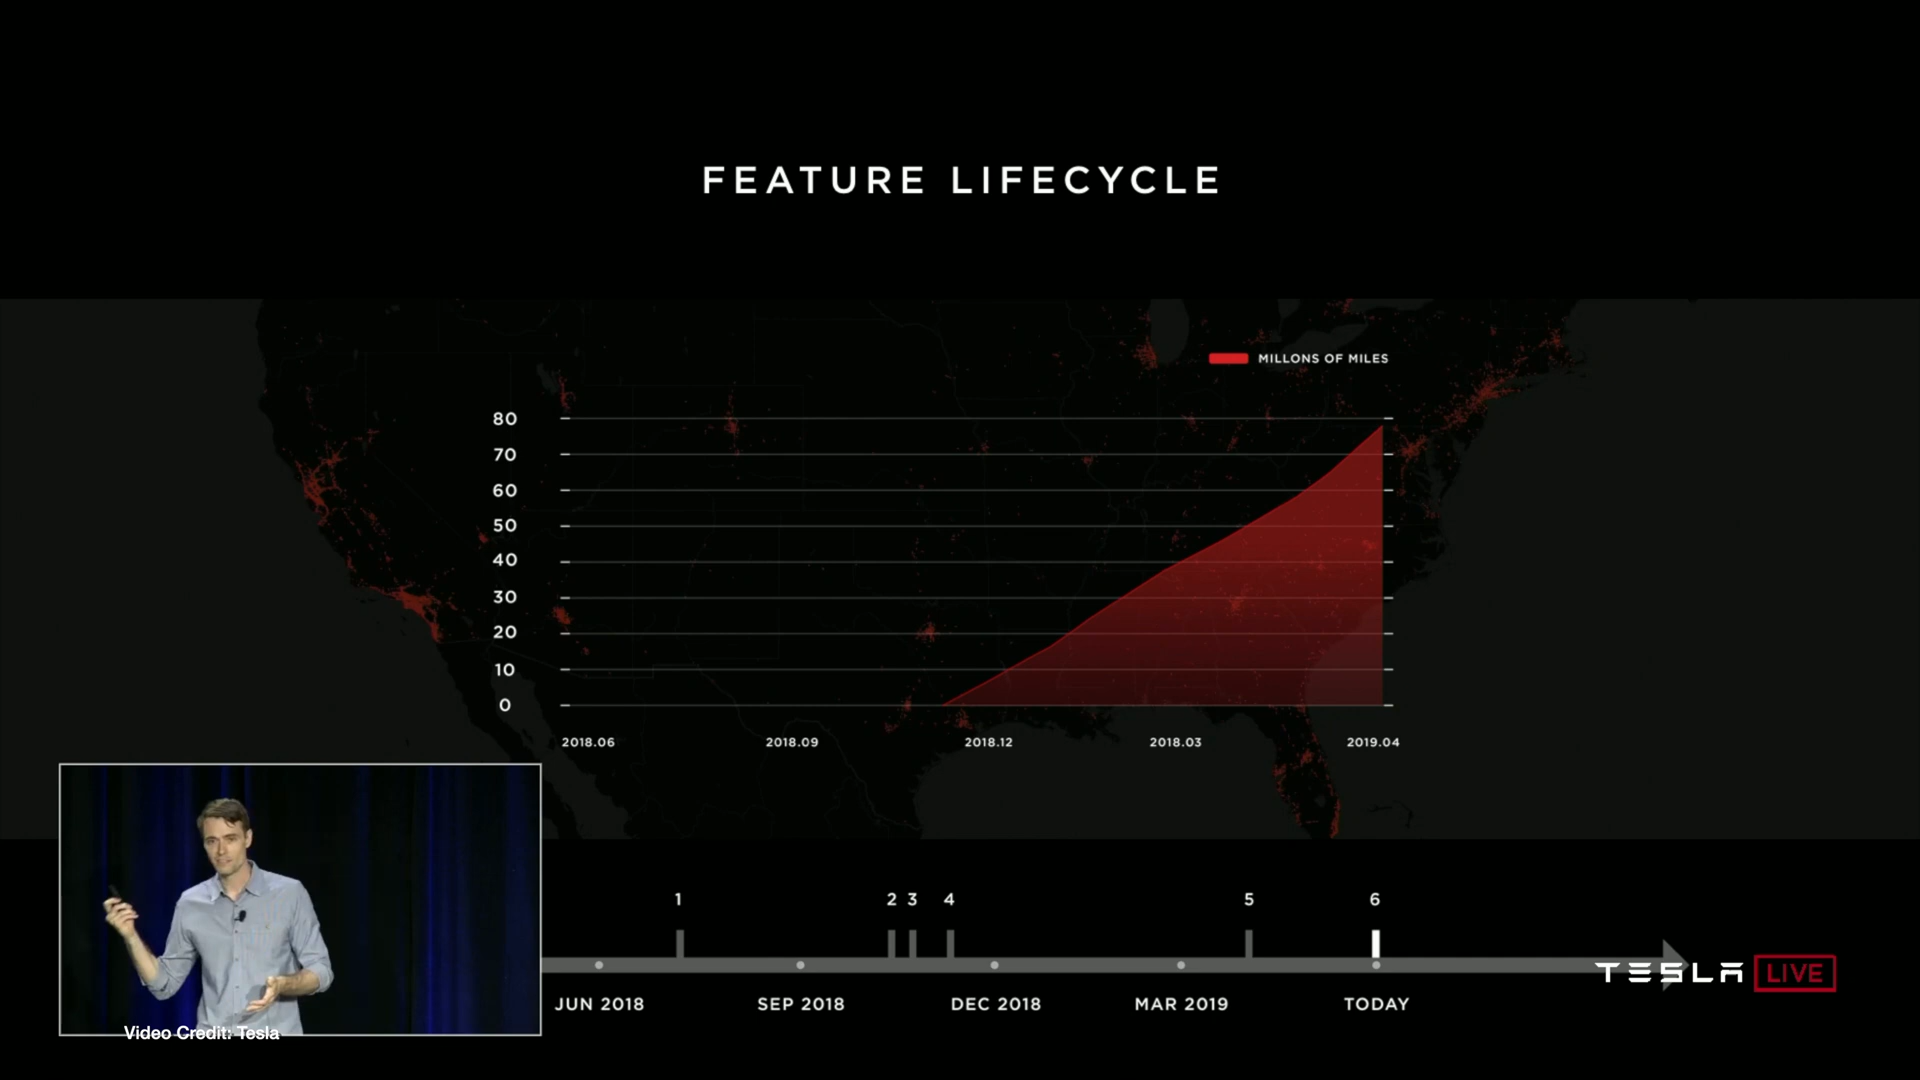 FEATURE LIFECYCLE
MILLONS OF MILES
80
70
60
50
40
30
20
10
0
2018.06 2018.09 2018.12 2018.03 2019.04
1 2 3 4 5 6
JUN 2018 SEP 2018 DEC 2018 MAR 2019 TODAY
TESLA LIVE
Video Credit: Tesla